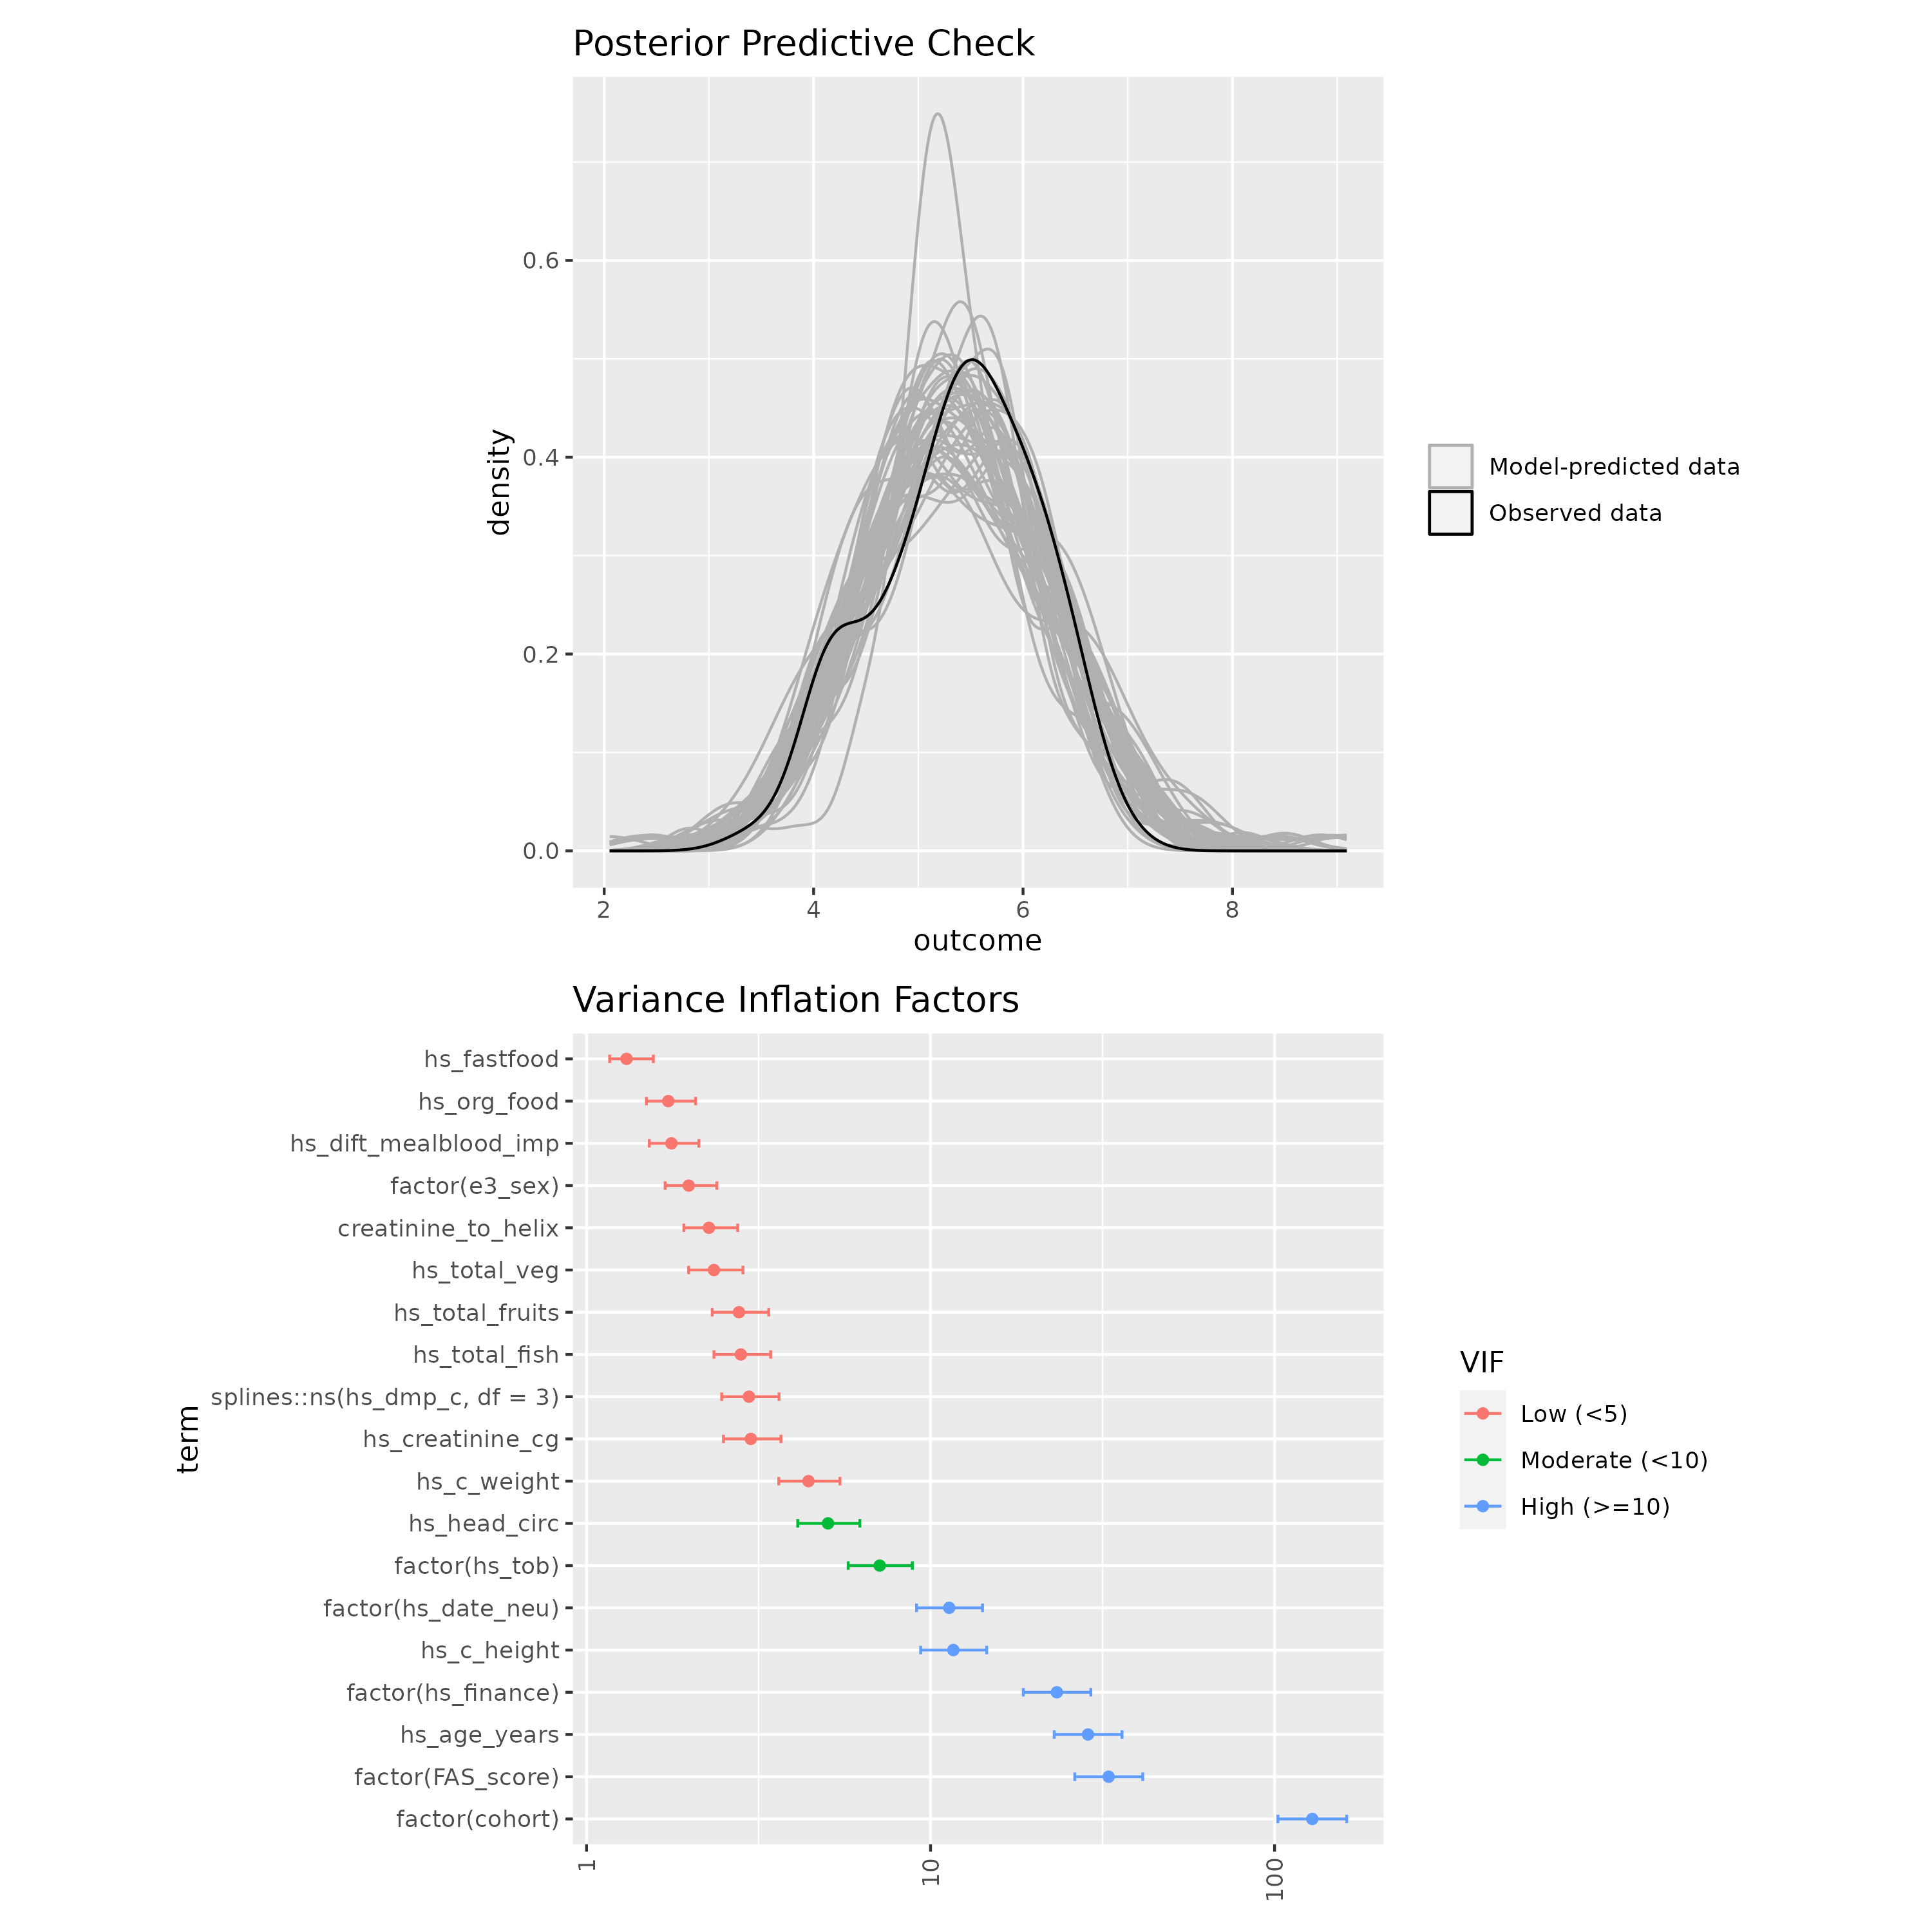 Posterior Predictive Check
density
0.6
0.4
0.2
0.0
2
4
6
8
outcome
Model-predicted data
Observed data
Variance Inflation Factors
term
hs_fastfood
hs_org_food
hs_dift_mealblood_imp
factor(e3_sex)
creatinine_to_helix
hs_total_veg
hs_total_fruits
hs_total_fish
splines::ns(hs_dmp_c, df = 3)
hs_creatinine_cg
hs_c_weight
hs_head_circ
factor(hs_tob)
factor(hs_date_neu)
hs_c_height
factor(hs_finance)
hs_age_years
factor(FAS_score)
factor(cohort)
1
10
100
VIF
Low (<5)
Moderate (<10)
High (>=10)